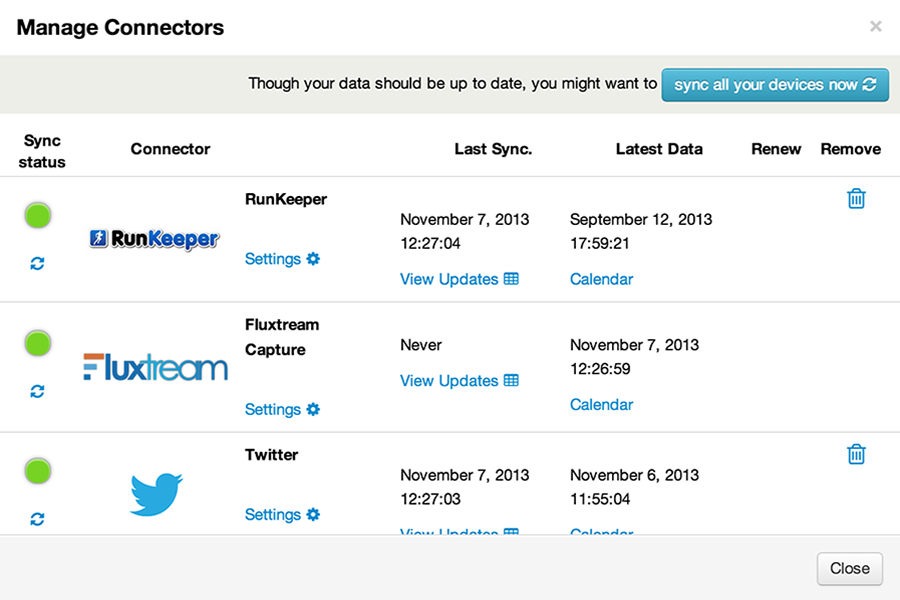 Manage Connectors ×
Though your data should be up to date, you might want to sync all your devices now
Sync status Connector Last Sync. Latest Data Renew Remove
RunKeeper
RunKeeper
November 7, 2013 September 12, 2013
12:27:04 17:59:21
Settings
View Updates Calendar
Fluxtream
Capture
Fluxtream
Never November 7, 2013
12:26:59
View Updates
Settings Calendar
Twitter
November 7, 2013 November 6, 2013
12:27:03 11:55:04
Settings
View Updates Calendar
Close